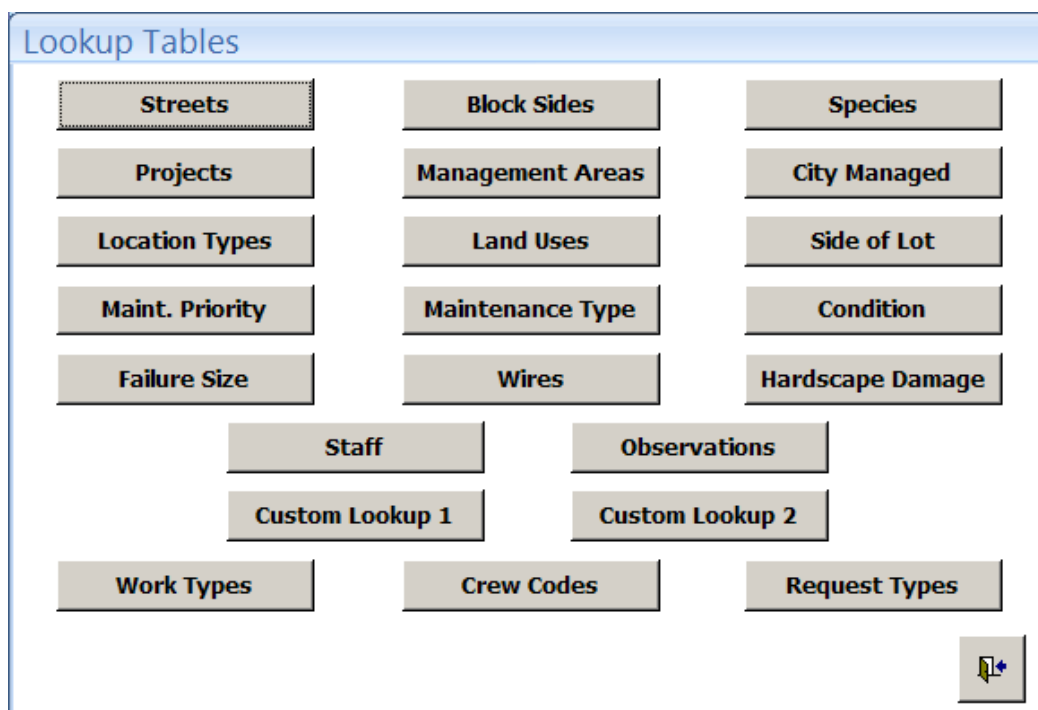 Lookup Tables
Streets Block Sides Species
Projects Management Areas City Managed
Location Types Land Uses Side of Lot
Maint. Priority Maintenance Type Condition
Failure Size Wires Hardscape Damage
Staff Observations
Custom Lookup 1 Custom Lookup 2
Work Types Crew Codes Request Types